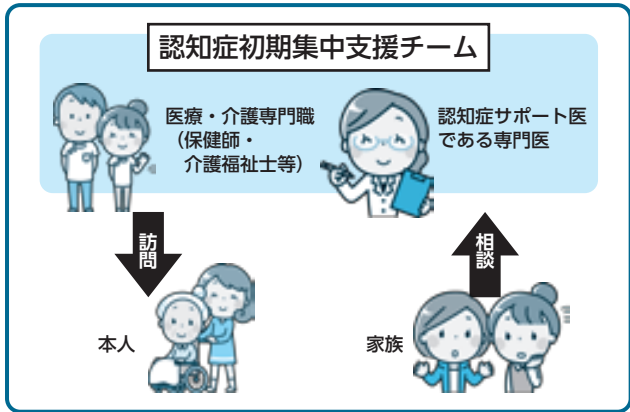 認知症初期集中支援チーム
医療・介護専門職
（保健師・
介護福祉士等）
認知症サポート医
である専門医
訪問
相談
本人
家族